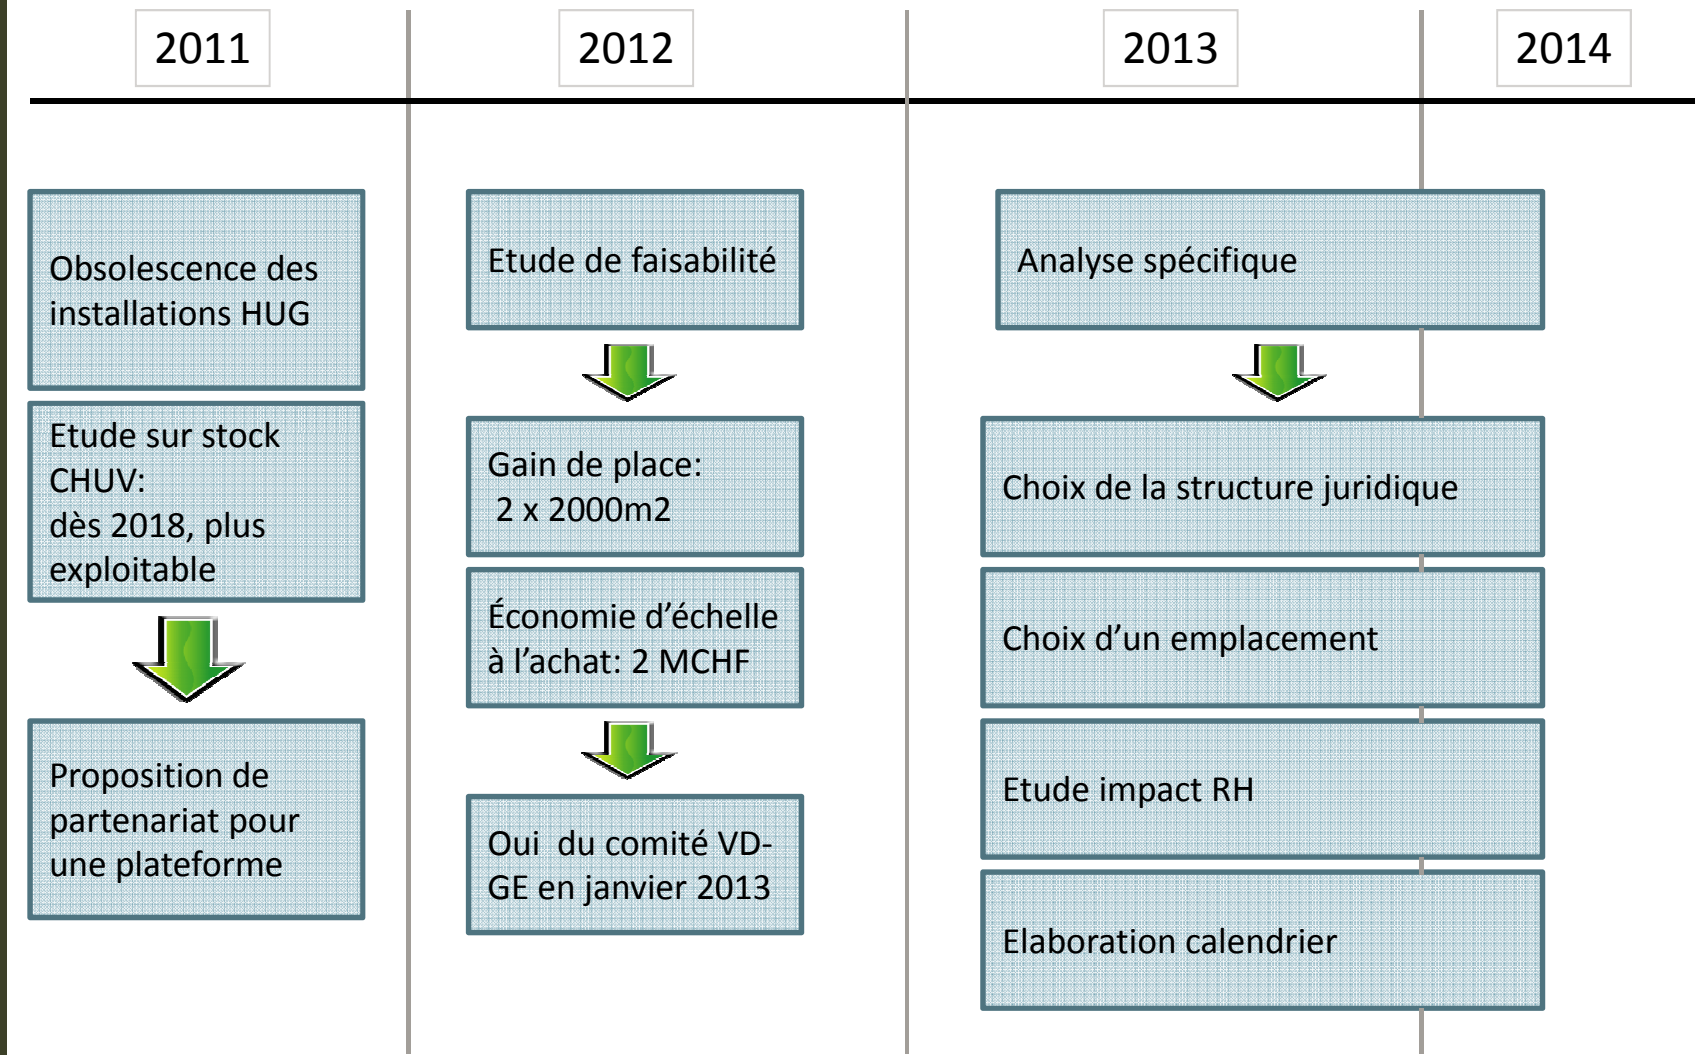 2011
2012
2013
2014
Obsolescence des
installations HUG
Etude sur stock
CHUV:
dès 2018, plus
exploitable
Proposition de
partenariat pour
une plateforme
Etude de faisabilité
Gain de place:
2 x 2000m2
Économie d’échelle
à l’achat: 2 MCHF
Oui du comité VD-
GE en janvier 2013
Analyse spécifique
Choix de la structure juridique
Choix d’un emplacement
Etude impact RH
Elaboration calendrier